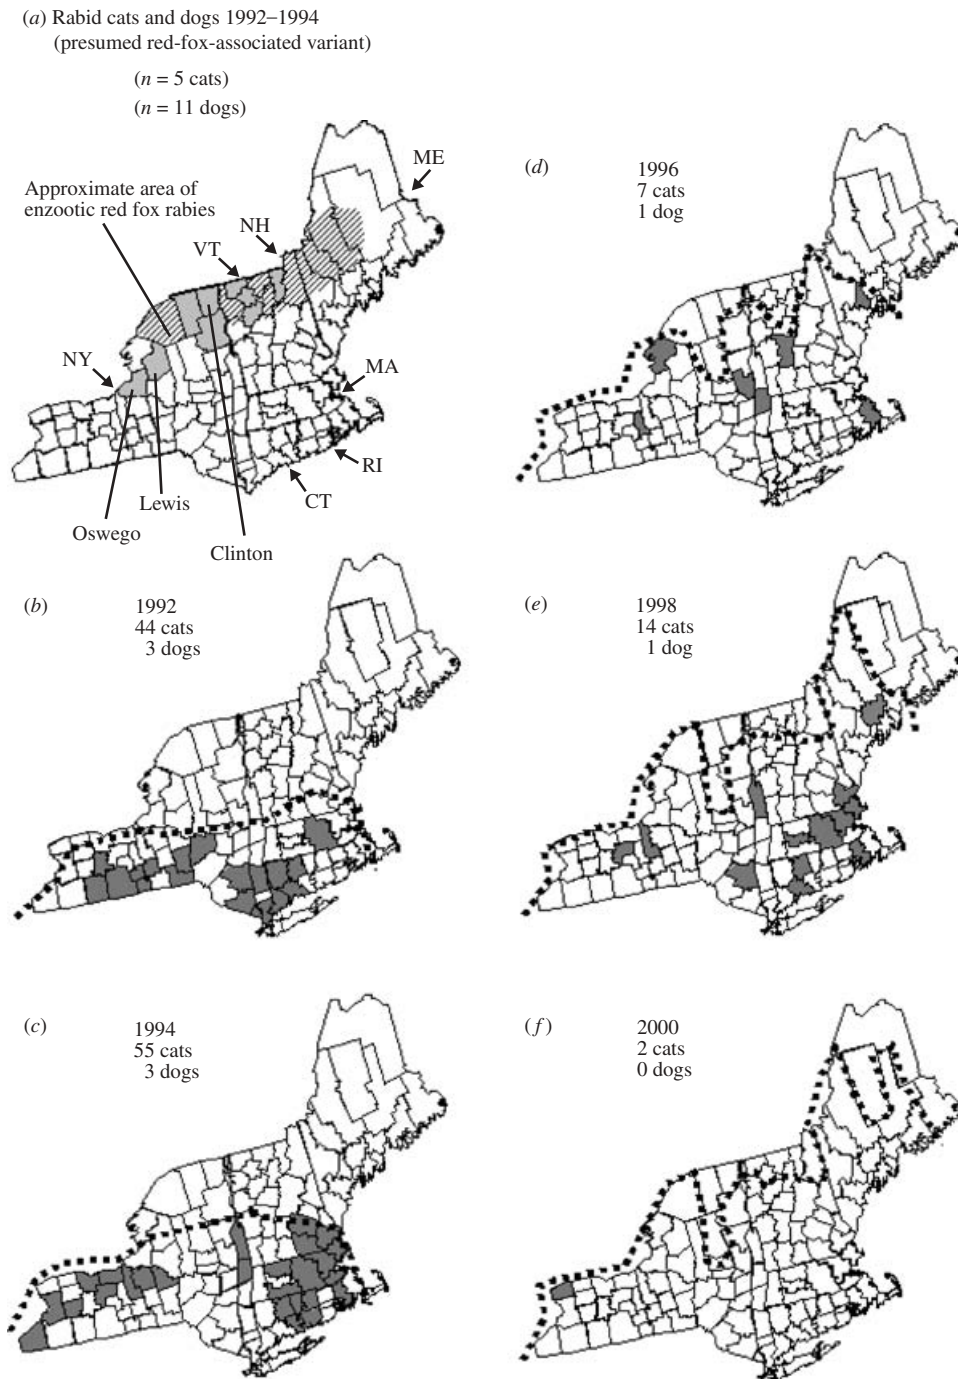 (a) Rabid cats and dogs 1992–1994
(presumed red-fox-associated variant)
(n = 5 cats)
(n = 11 dogs)
Approximate area of
enzootic red fox rabies
ME
NH
VT
NY
MA
RI
CT
Lewis
Oswego
Clinton
(b)
1992
44 cats
3 dogs
(c)
1994
55 cats
3 dogs
(d)
1996
7 cats
1 dog
(e)
1998
14 cats
1 dog
(f)
2000
2 cats
0 dogs